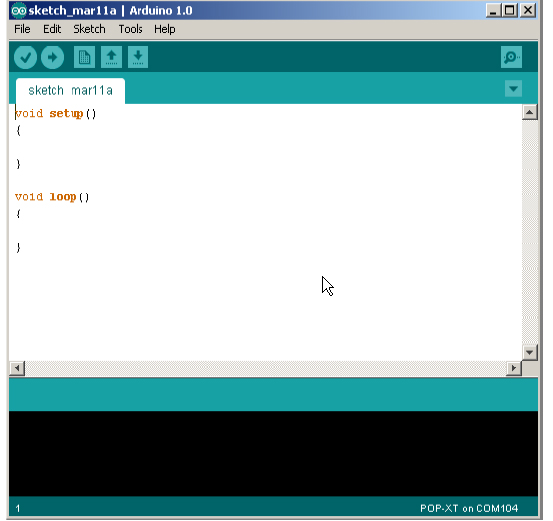 sketch_mar11a | Arduino 1.0
File Edit Sketch Tools Help
sketch_mar11a
void setup()
{
}
void loop()
{
}
1 POP-XT on COM104